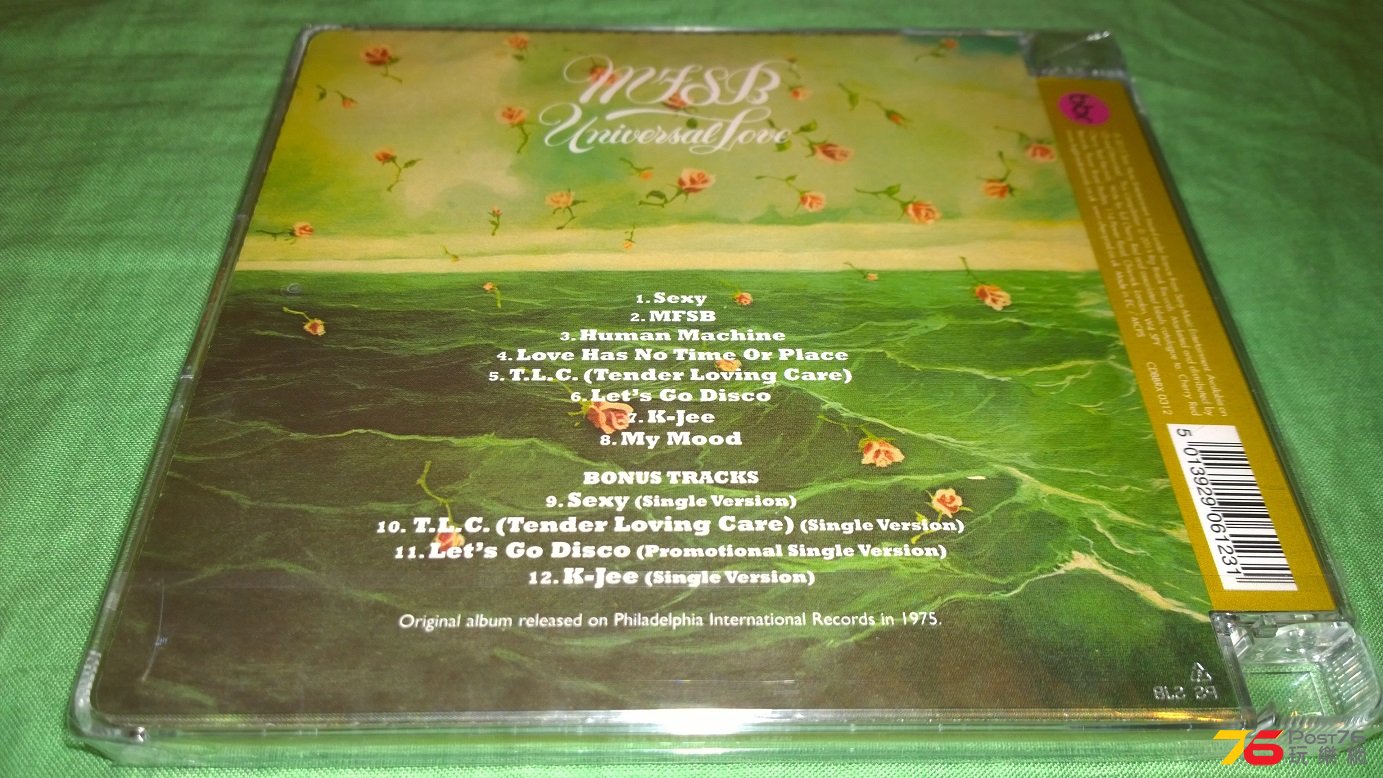 MFSB
Universal Love
1. Sexy
2. MFSB
3. Human Machine
4. Love Has No Time Or Place
5. T.L.C. (Tender Loving Care)
6. Let's Go Disco
7. K-Jee
8. My Mood
BONUS TRACKS
9. Sexy (Single Version)
10. T.L.C. (Tender Loving Care) (Single Version)
11. Let's Go Disco (Promotional Single Version)
12. K-Jee (Single Version)
Original album released on Philadelphia International Records in 1975.
CDBBRX 0312
5 013929 061231
76 POST76
玩樂網